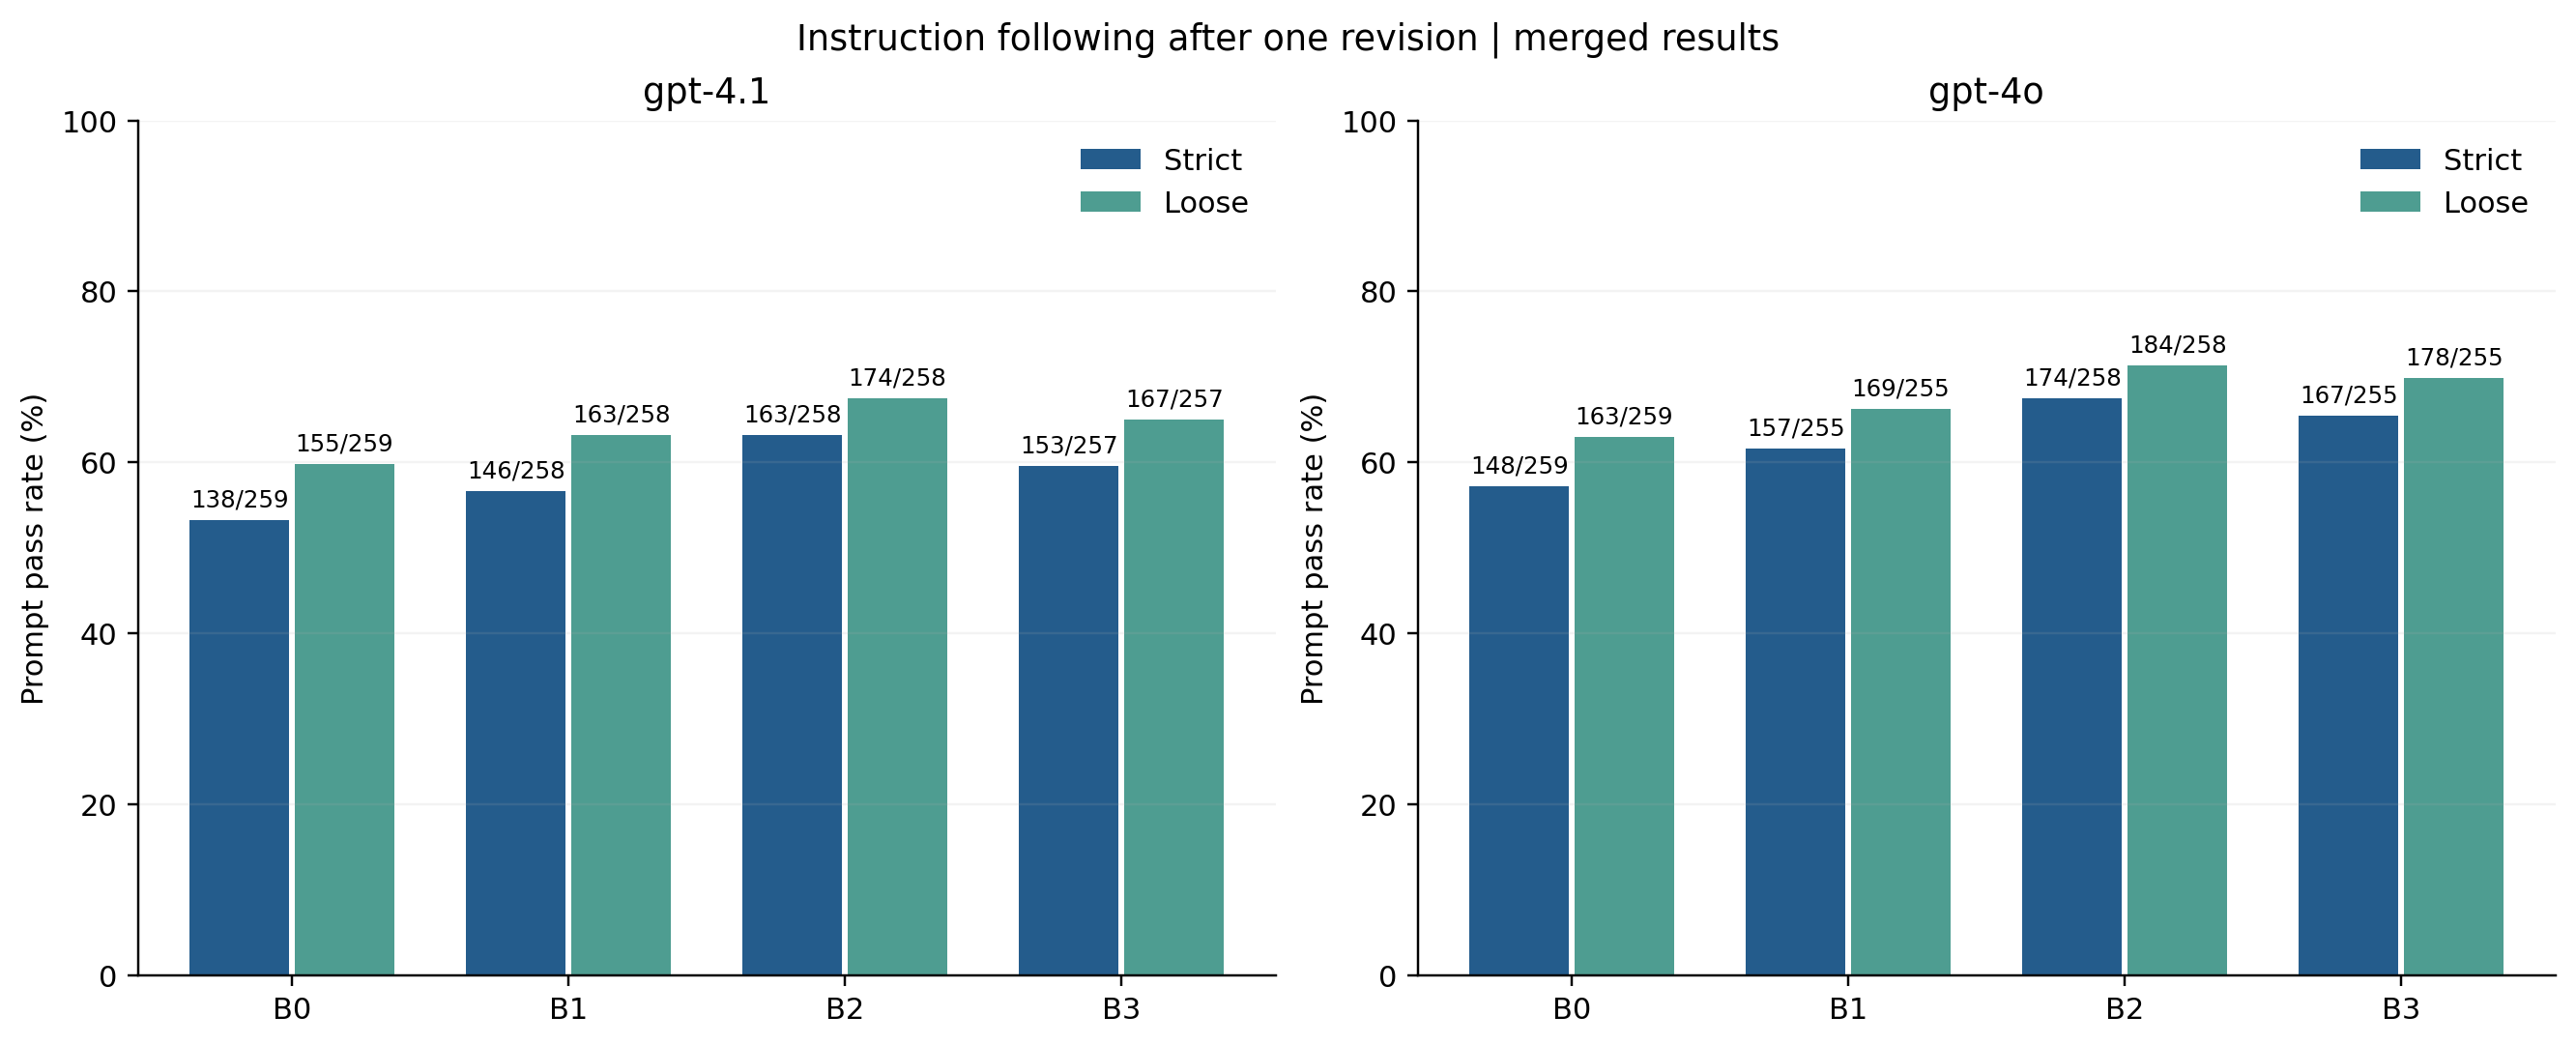 Instruction following after one revision | merged results
gpt-4.1
Prompt pass rate (%)
100
80
60
40
20
0
Strict
Loose
138/259
155/259
146/258
163/258
163/258
174/258
153/257
167/257
B0
B1
B2
B3
gpt-4o
Prompt pass rate (%)
100
80
60
40
20
0
Strict
Loose
148/259
163/259
157/255
169/255
174/258
184/258
167/255
178/255
B0
B1
B2
B3